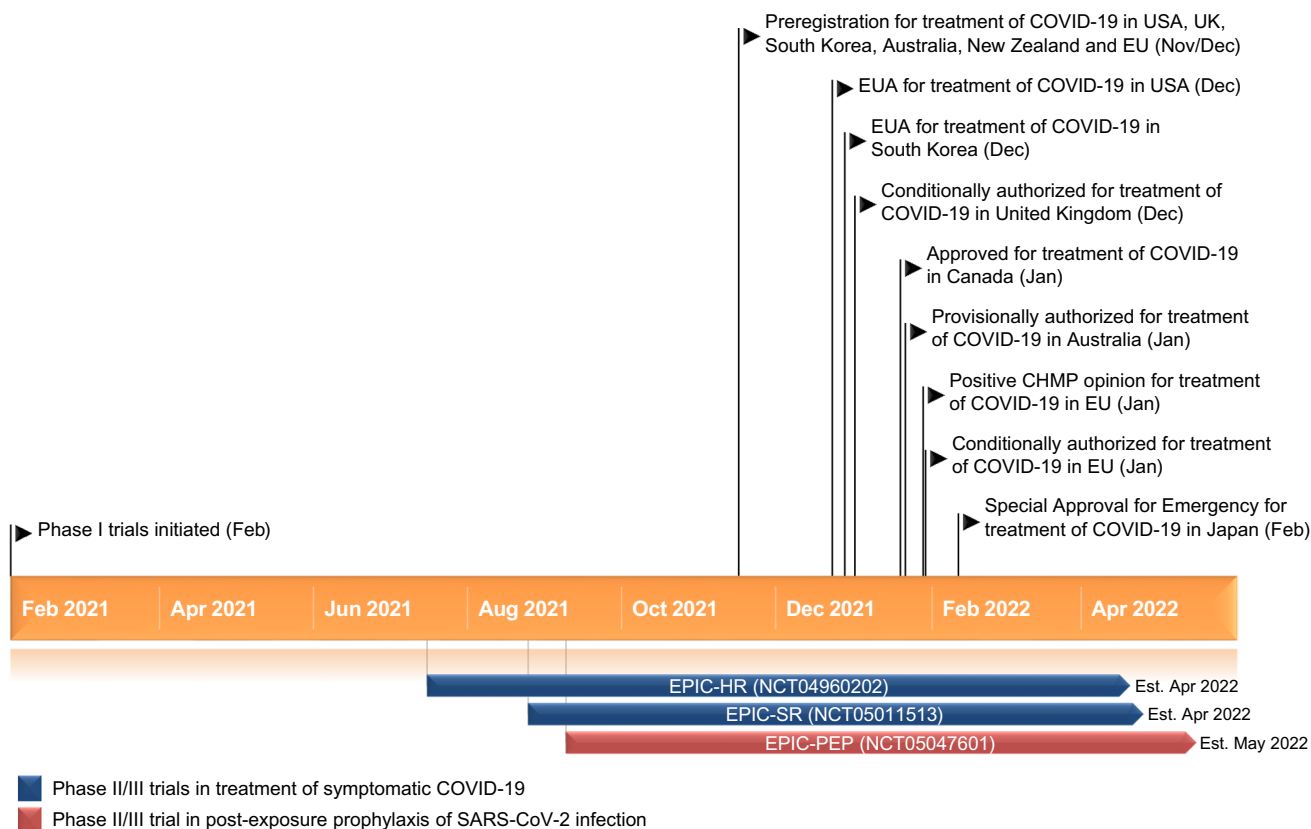 Preregistration for treatment of COVID-19 in USA, UK,
South Korea, Australia, New Zealand and EU (Nov/Dec)
EUA for treatment of COVID-19 in USA (Dec)
EUA for treatment of COVID-19 in
South Korea (Dec)
Conditionally authorized for treatment of
COVID-19 in United Kingdom (Dec)
Approved for treatment of COVID-19
in Canada (Jan)
Provisionally authorized for treatment
of COVID-19 in Australia (Jan)
Positive CHMP opinion for treatment
of COVID-19 in EU (Jan)
Conditionally authorized for treatment
of COVID-19 in EU (Jan)
Special Approval for Emergency for
treatment of COVID-19 in Japan (Feb)
Phase I trials initiated (Feb)
Feb 2021 Apr 2021 Jun 2021 Aug 2021 Oct 2021 Dec 2021 Feb 2022 Apr 2022
EPIC-HR (NCT04960202) Est. Apr 2022
EPIC-SR (NCT05011513) Est. Apr 2022
EPIC-PEP (NCT05047601) Est. May 2022
Phase II/III trials in treatment of symptomatic COVID-19
Phase II/III trial in post-exposure prophylaxis of SARS-CoV-2 infection